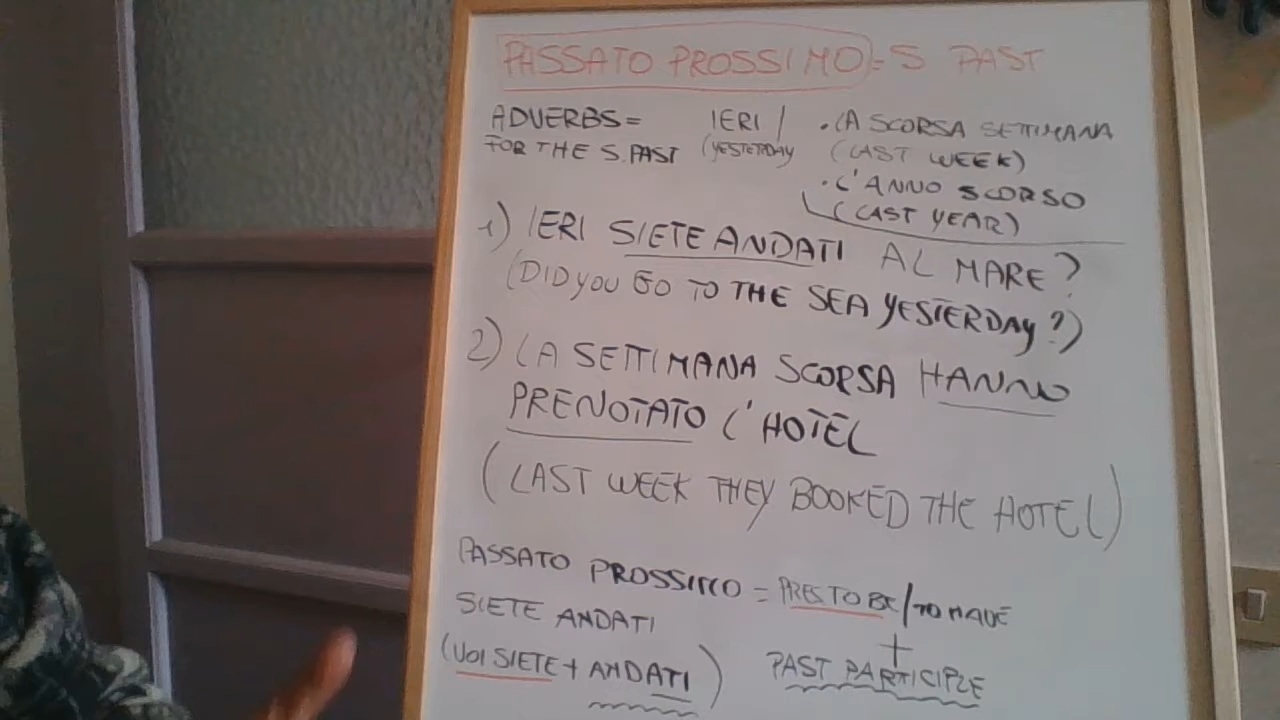 PASSATO PROSSIMO = S PAST
ADVERBS = IERI / • LA SCORSA SETTIMANA
FOR THE S. PAST (YESTERDAY (LAST WEEK)
• L'ANNO SCORSO
(LAST YEAR)
1) IERI SIETE ANDATI AL MARE?
(DID YOU GO TO THE SEA YESTERDAY?)
2) LA SETTIMANA SCORSA HANNO
PRENOTATO L'HOTEL
(LAST WEEK THEY BOOKED THE HOTEL)
PASSATO PROSSIMO = PRES TO BE/TO HAVE
SIETE ANDATI +
(VOI SIETE + ANDATI) PAST PARTICIPLE